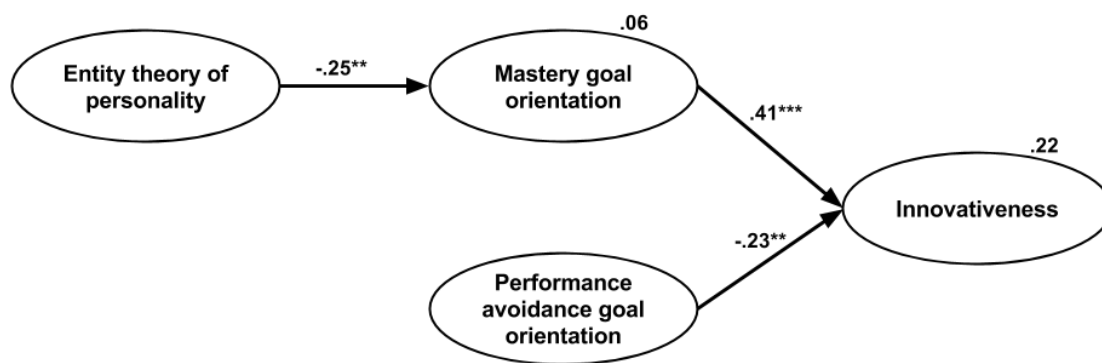 .06
Entity theory of
personality
-.25**
Mastery goal
orientation
.41***
.22
Innovativeness
-.23**
Performance
avoidance goal
orientation